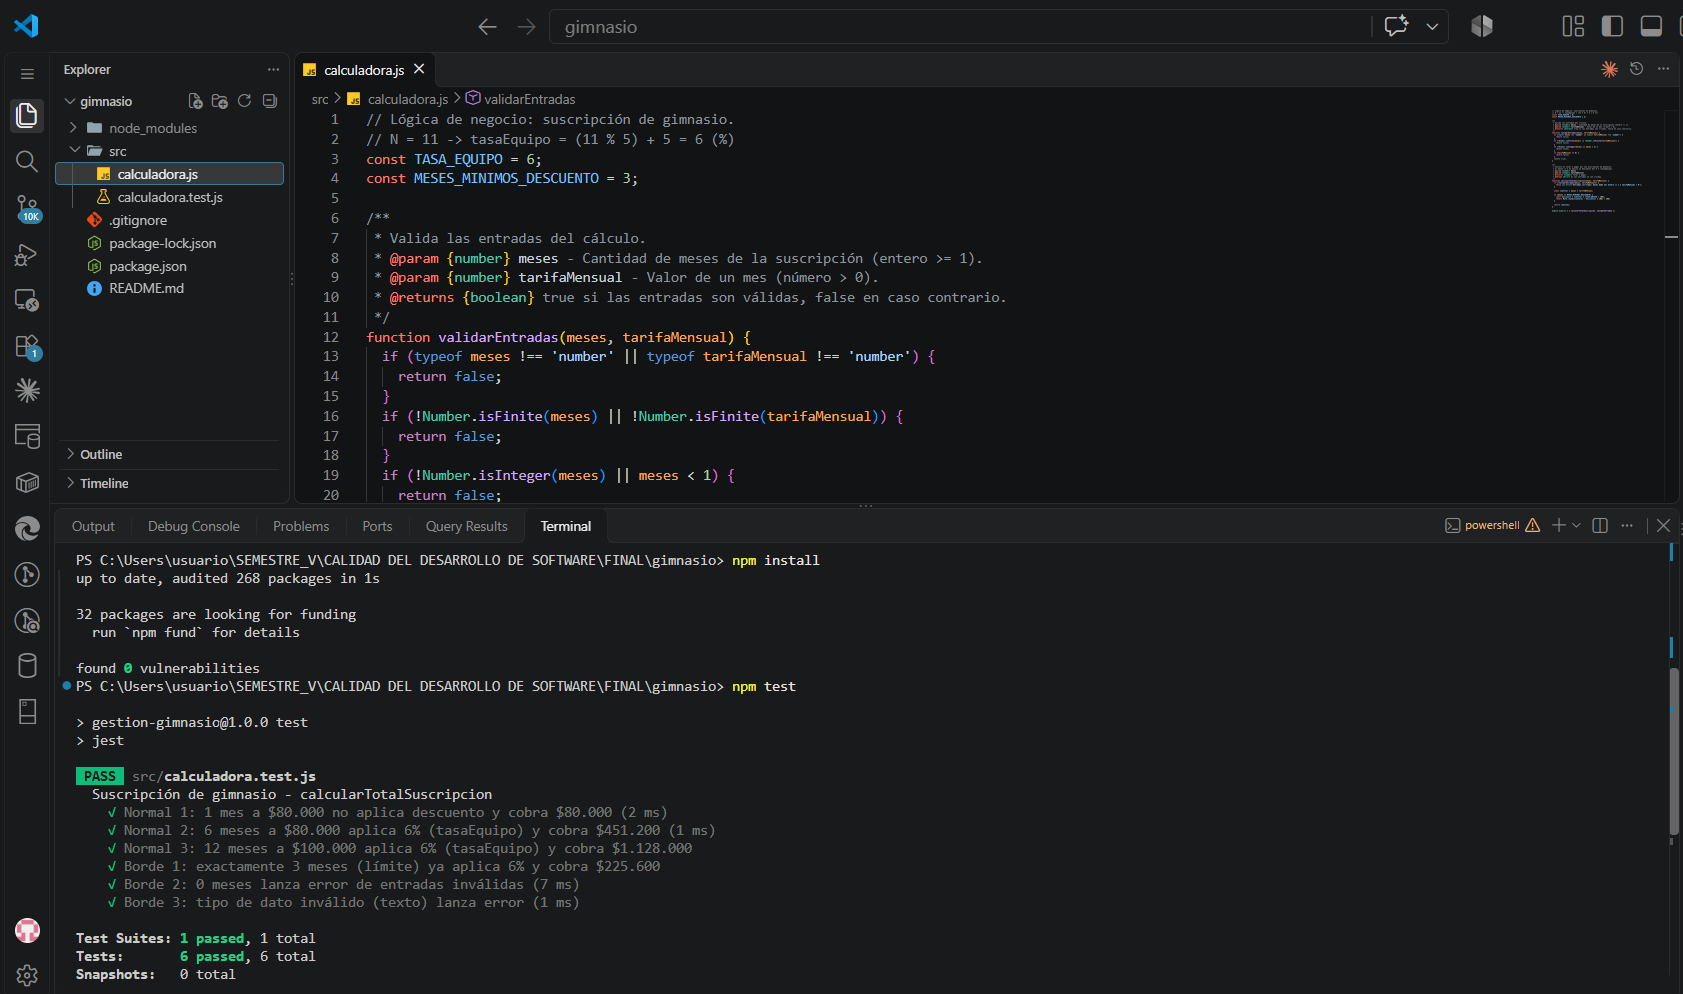 gimnasio
Explorer
gimnasio
node_modules
src
calculadora.js
calculadora.test.js
.gitignore
package-lock.json
package.json
README.md
10K
1
Outline
Timeline
calculadora.js
src > calculadora.js > validarEntradas
1 // Lógica de negocio: suscripción de gimnasio.
2 // N = 11 -> tasaEquipo = (11 % 5) + 5 = 6 (%)
3 const TASA_EQUIPO = 6;
4 const MESES_MINIMOS_DESCUENTO = 3;
5
6 /**
7 * Valida las entradas del cálculo.
8 * @param {number} meses - Cantidad de meses de la suscripción (entero >= 1).
9 * @param {number} tarifaMensual - Valor de un mes (número > 0).
10 * @returns {boolean} true si las entradas son válidas, false en caso contrario.
11 */
12 function validarEntradas(meses, tarifaMensual) {
13 if (typeof meses !== 'number' || typeof tarifaMensual !== 'number') {
14 return false;
15 }
16 if (!Number.isFinite(meses) || !Number.isFinite(tarifaMensual)) {
17 return false;
18 }
19 if (!Number.isInteger(meses) || meses < 1) {
20 return false;
Output Debug Console Problems Ports Query Results Terminal
powershell
PS C:\Users\usuario\SEMESTRE_V\CALIDAD DEL DESARROLLO DE SOFTWARE\FINAL\gimnasio> npm install
up to date, audited 268 packages in 1s
32 packages are looking for funding
run `npm fund` for details
found 0 vulnerabilities
PS C:\Users\usuario\SEMESTRE_V\CALIDAD DEL DESARROLLO DE SOFTWARE\FINAL\gimnasio> npm test
> gestion-gimnasio@1.0.0 test
> jest
PASS src/calculadora.test.js
Suscripción de gimnasio - calcularTotalSuscripcion
√ Normal 1: 1 mes a $80.000 no aplica descuento y cobra $80.000 (2 ms)
√ Normal 2: 6 meses a $80.000 aplica 6% (tasaEquipo) y cobra $451.200 (1 ms)
√ Normal 3: 12 meses a $100.000 aplica 6% (tasaEquipo) y cobra $1.128.000
√ Borde 1: exactamente 3 meses (límite) ya aplica 6% y cobra $225.600
√ Borde 2: 0 meses lanza error de entradas inválidas (7 ms)
√ Borde 3: tipo de dato inválido (texto) lanza error (1 ms)
Test Suites: 1 passed, 1 total
Tests: 6 passed, 6 total
Snapshots: 0 total